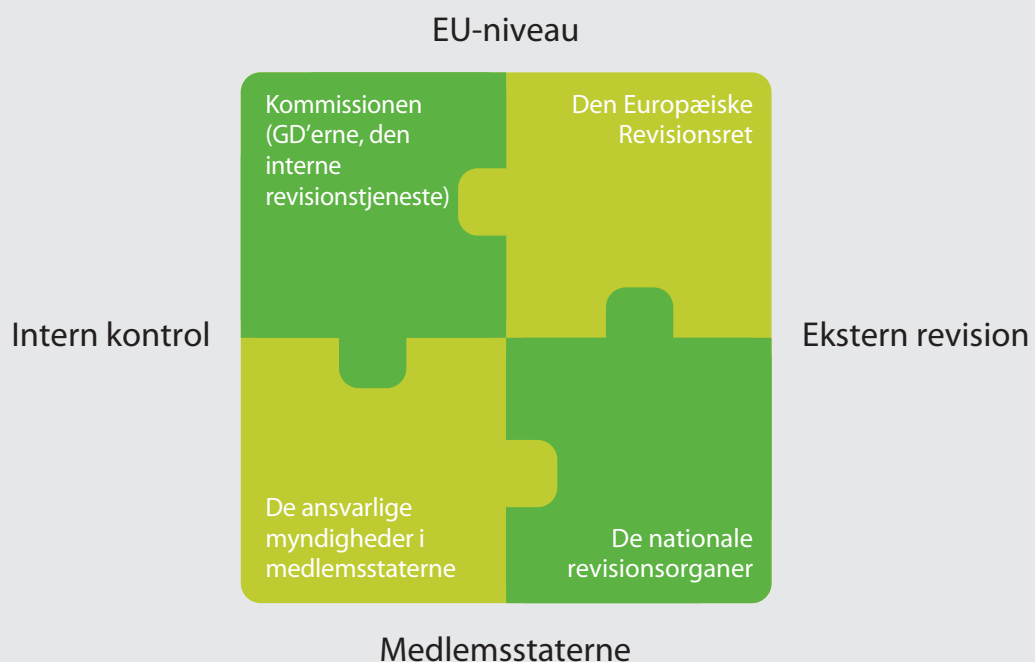 EU-niveau
Kommissionen
(GD’erne, den
interne
revisionstjeneste)
Den Europæiske
Revisionsret
Intern kontrol
Ekstern revision
De ansvarlige
myndigheder i
medlemsstaterne
De nationale
revisionsorganer
Medlemsstaterne